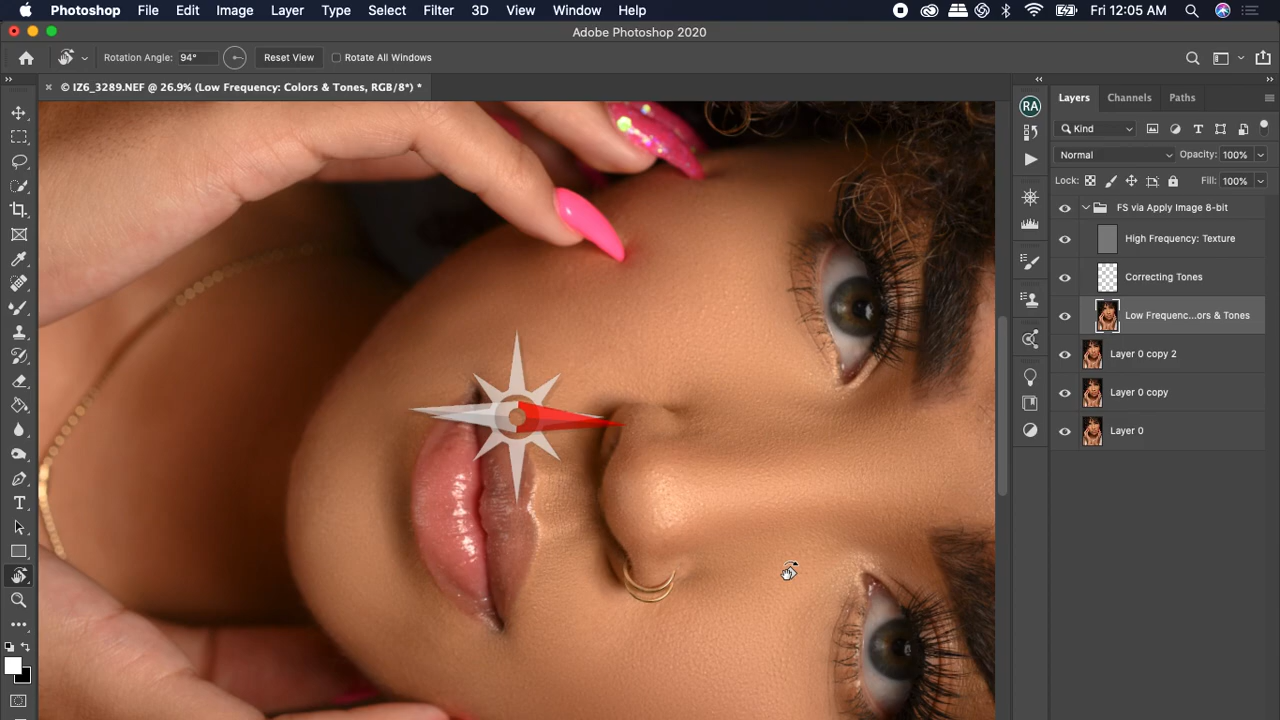 Photoshop File Edit Image Layer Type Select Filter 3D View Window Help Fri 12:05 AM
Adobe Photoshop 2020
Rotation Angle: 94° Reset View Rotate All Windows
× © IZ6_3289.NEF @ 26.9% (Low Frequency: Colors & Tones, RGB/8*) *
Layers Channels Paths
RA
Kind
Normal Opacity: 100%
Lock: Fill: 100%
FS via Apply Image 8-bit
High Frequency: Texture
Correcting Tones
Low Frequenc...ors & Tones
Layer 0 copy 2
Layer 0 copy
Layer 0